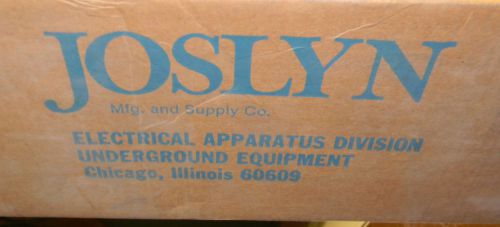 JOSLYN
Mfg. and Supply Co.
ELECTRICAL APPARATUS DIVISION
UNDERGROUND EQUIPMENT
Chicago, Illinois 60609